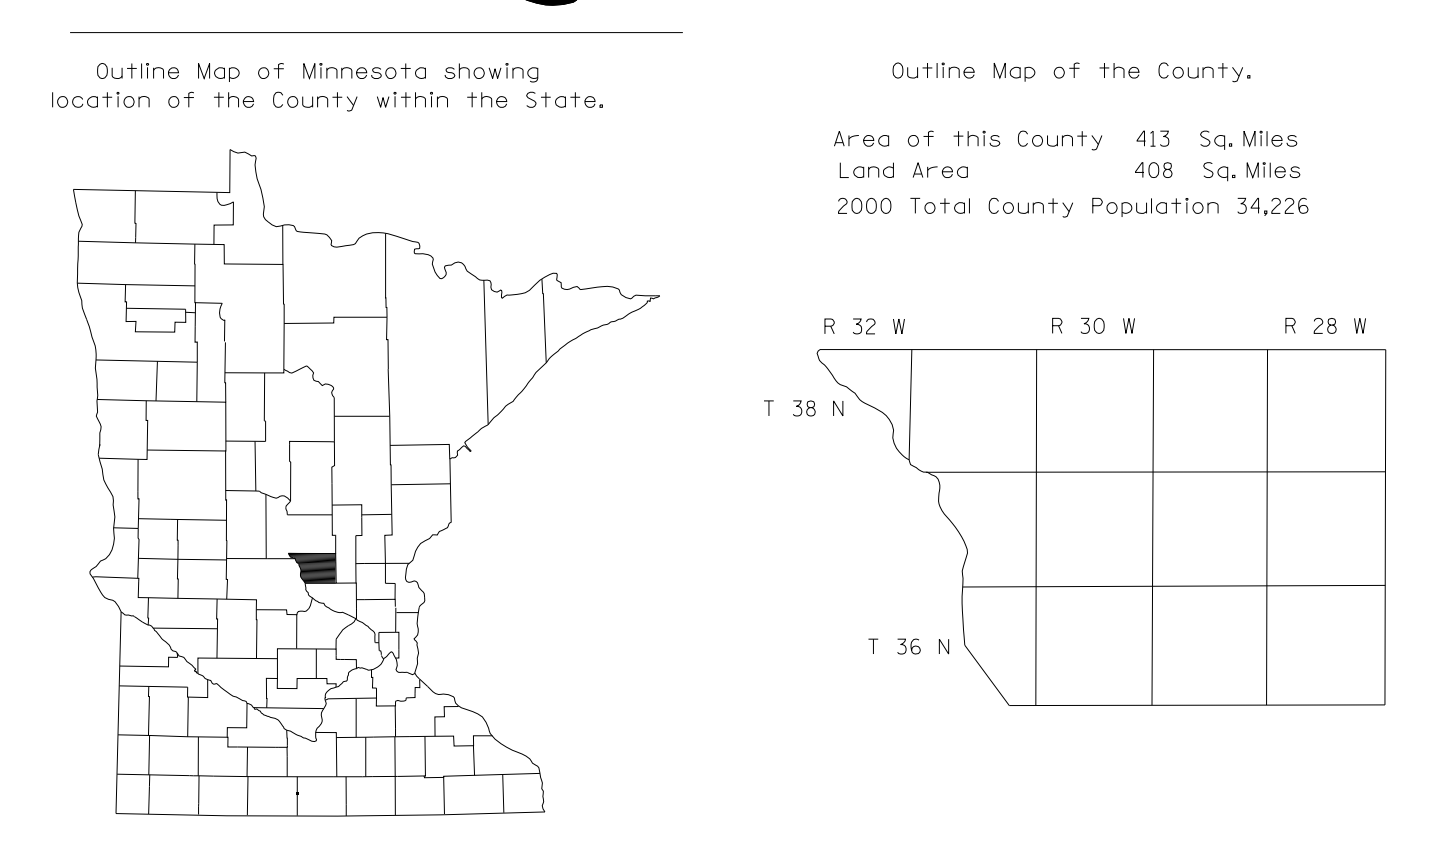 Outline Map of Minnesota showing
location of the County within the State.
Outline Map of the County.
Area of this County 413 Sq. Miles
Land Area 408 Sq. Miles
2000 Total County Population 34,226
R 32 W R 30 W R 28 W
T 38 N
T 36 N